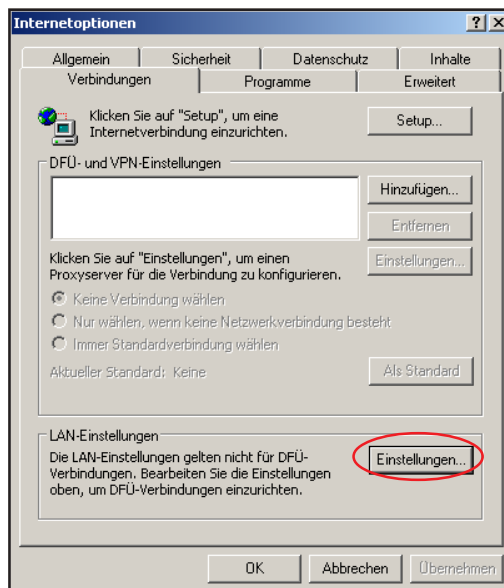 Internetoptionen
Allgemein
Sicherheit
Datenschutz
Inhalte
Verbindungen
Programme
Erweitert
Klicken Sie auf "Setup", um eine
Internetverbindung einzurichten.
Setup...
DFÜ- und VPN-Einstellungen
Hinzufügen...
Entfernen
Klicken Sie auf "Einstellungen", um einen
Proxyserver für die Verbindung zu konfigurieren.
Einstellungen...
Keine Verbindung wählen
Nur wählen, wenn keine Netzwerkverbindung besteht
Immer Standardverbindung wählen
Aktueller Standard: Keine
Als Standard
LAN-Einstellungen
Die LAN-Einstellungen gelten nicht für DFÜ-
Verbindungen. Bearbeiten Sie die Einstellungen
oben, um DFÜ-Verbindungen einzurichten.
Einstellungen...
OK
Abbrechen
Übernehmen